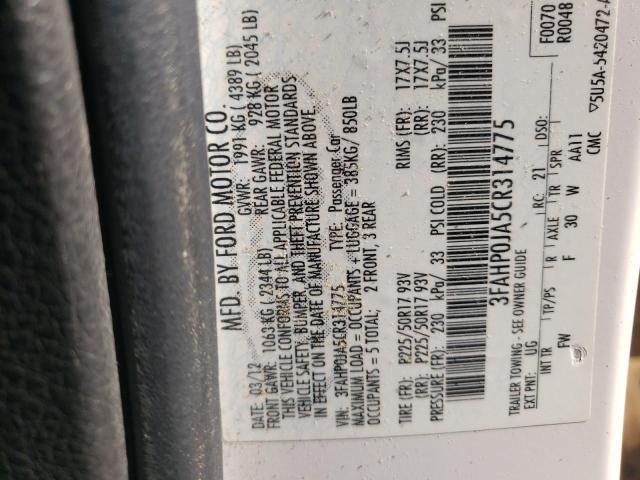 MFD. BY FORD MOTOR CO.
DATE: 03/12 GVWR: 1991 KG ( 4389 LB)
FRONT GAWR: 1063 KG ( 2344LB) REAR GAWR: 928 KG ( 2045 LB)
THIS VEHICLE CONFORMS TO ALL APPLICABLE FEDERAL MOTOR
VEHICLE SAFETY, BUMPER, AND THEFT PREVENTION STANDARDS
IN EFFECT ON THE DATE OF MANUFACTURE SHOWN ABOVE.
VIN: 3FAHP0JA5CR314775 TYPE: Passenger Car
MAXIMUM LOAD = OCCUPANTS + LUGGAGE = 385KG/ 850LB
OCCUPANTS = 5 TOTAL; 2 FRONT, 3 REAR
TIRE (FR): P225/50R17 93V RIMS (FR): 17X7.5J
(RR): P225/50R17 93V (RR): 17X7.5J
PRESSURE (FR): 230 kPa/ 33 PSI COLD (RR): 230 kPa/ 33 PSI
3FAHP0JA5CR314775
F0070
R0048
TRAILER TOWING - SEE OWNER GUIDE
EXT PNT: UG RC: 21 DSO:
INT TR TP/PS R AXLE TR SPR
FW F 30 W AA11
CMC
▽5U5A-5420472-A